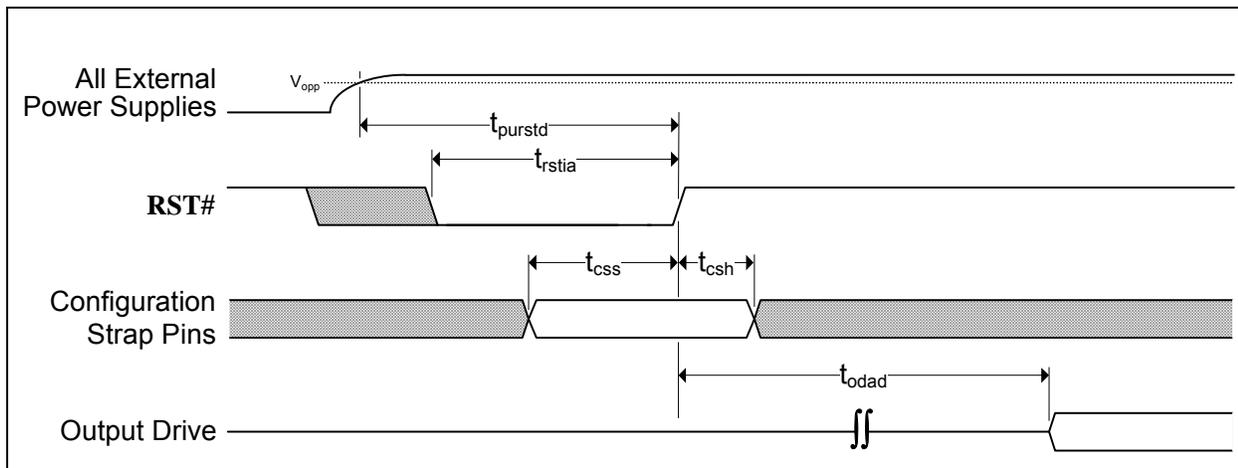 All External
Power Supplies
Vopp
tpurstd
trstia
RST#
tcss
tcsh
Configuration
Strap Pins
todad
Output Drive